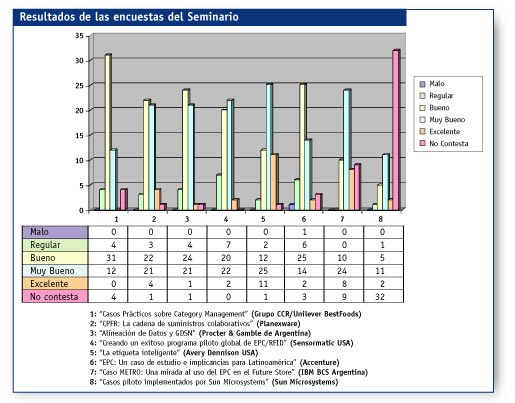 Resultados de las encuestas del Seminario
35
30
25
20
15
10
5
0
Malo
Regular
Bueno
Muy Bueno
Excelente
No Contesta
1 2 3 4 5 6 7 8
Malo 0 0 0 0 0 1 0 0
Regular 4 3 4 7 2 6 0 1
Bueno 31 22 24 20 12 25 10 5
Muy Bueno 12 21 21 22 25 14 24 11
Excelente 0 4 1 2 11 2 8 2
No contesta 4 1 1 0 1 3 9 32
1: "Casos Pràcticos sobre Category Management" (Grupo CCR/Unilever BestFoods)
2: "CPFR: La cadena de suministros colaborativos" (Planexware)
3: "Alineación de Datos y GDSN" (Procter & Gamble de Argentina)
4: "Creando un exitoso programa piloto global de EPC/RFID" (Sensormatic USA)
5: "La etiqueta inteligente" (Avery Dennison USA)
6: "EPC: Un caso de estudio e implicancias para Latinoamérica" (Accenture)
7: "Caso METRO: Una mirada al uso del EPC en el Future Store" (IBM BCS Argentina)
8: "Casos piloto implementados por Sun Microsystems" (Sun Microsystems)